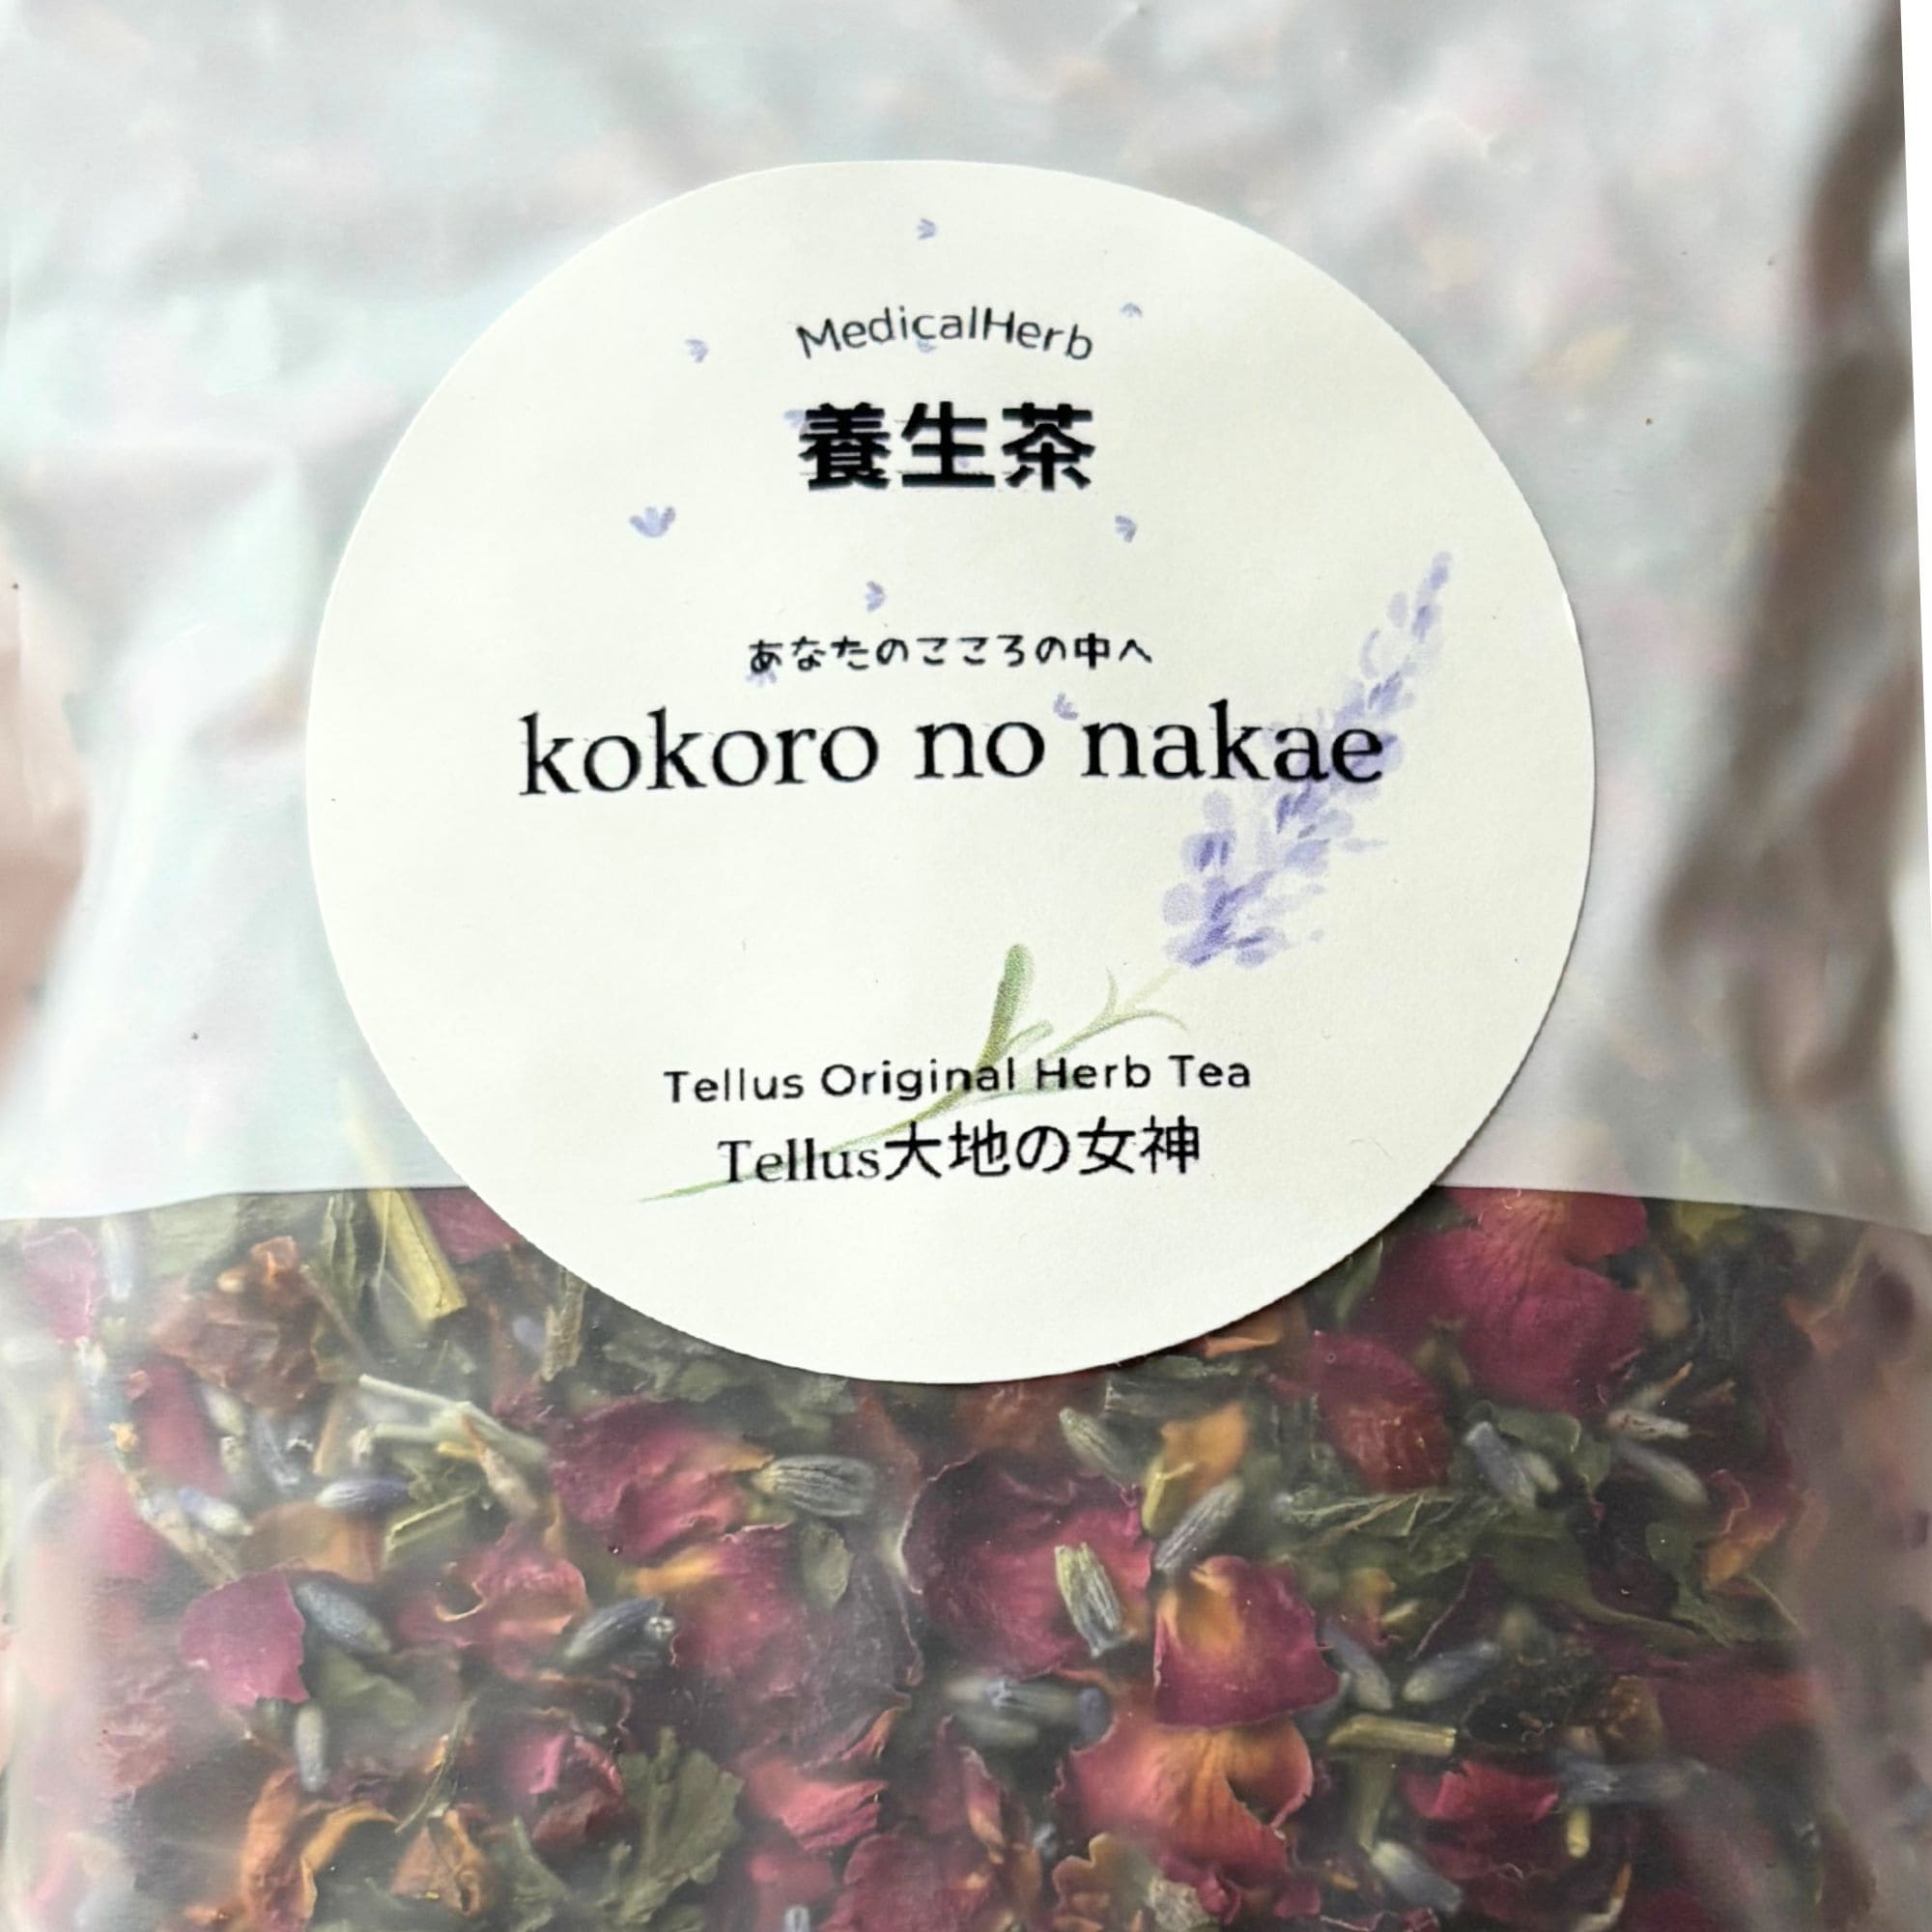 MedicalHerb
養生茶
あなたのこころの中へ
kokoro no nakae
Tellus Original Herb Tea
Tellus大地の女神